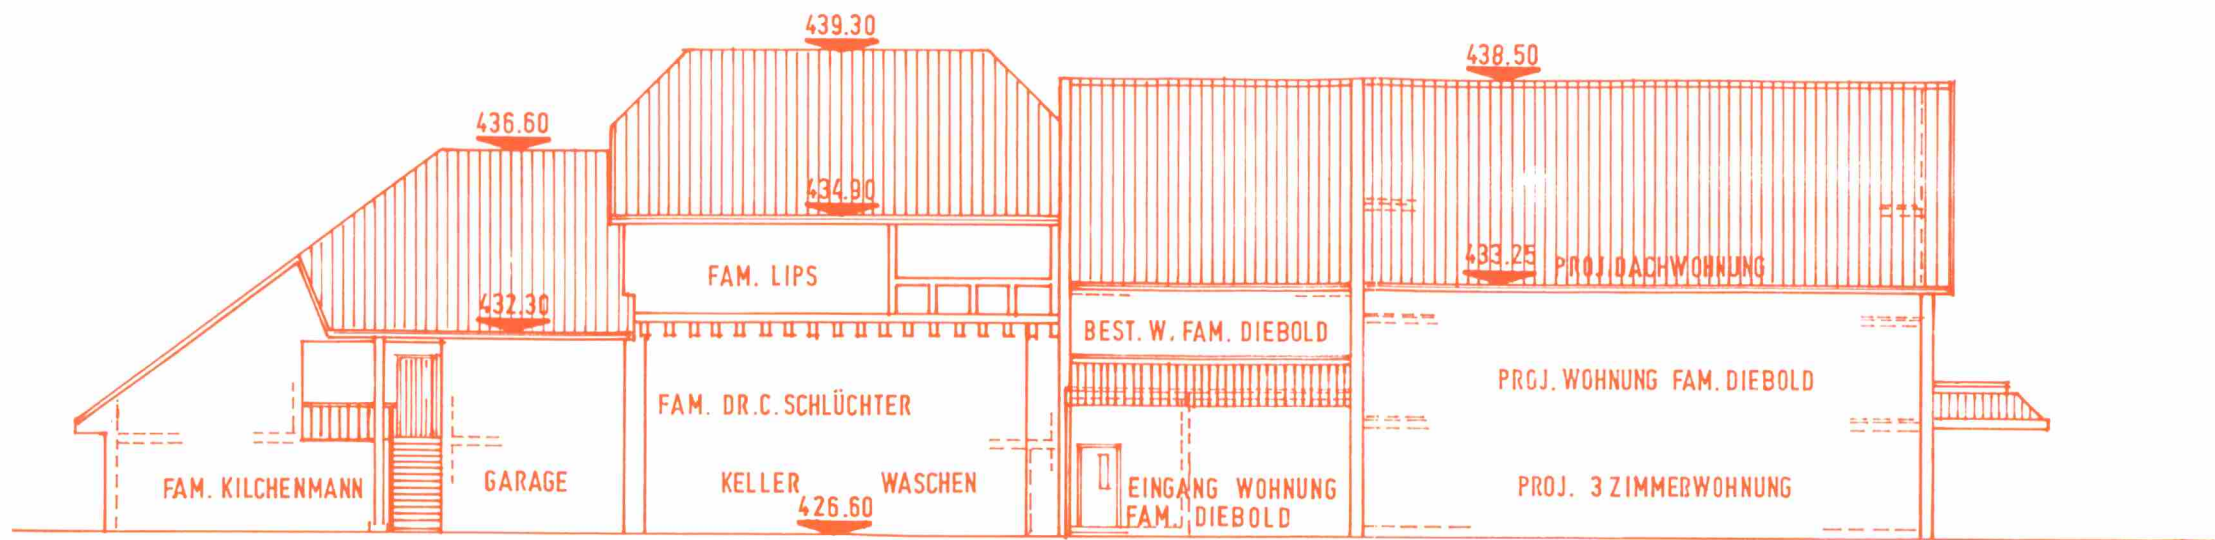 439.30
438.50
436.60
434.90
433.25 PROJ. DACHWOHNUNG
FAM. LIPS
432.30
BEST. W. FAM. DIEBOLD
PROJ. WOHNUNG FAM. DIEBOLD
FAM. DR. C. SCHLÜCHTER
FAM. KILCHENMANN
GARAGE
KELLER WASCHEN
EINGANG WOHNUNG
FAM. DIEBOLD
PROJ. 3 ZIMMERWOHNUNG
426.60